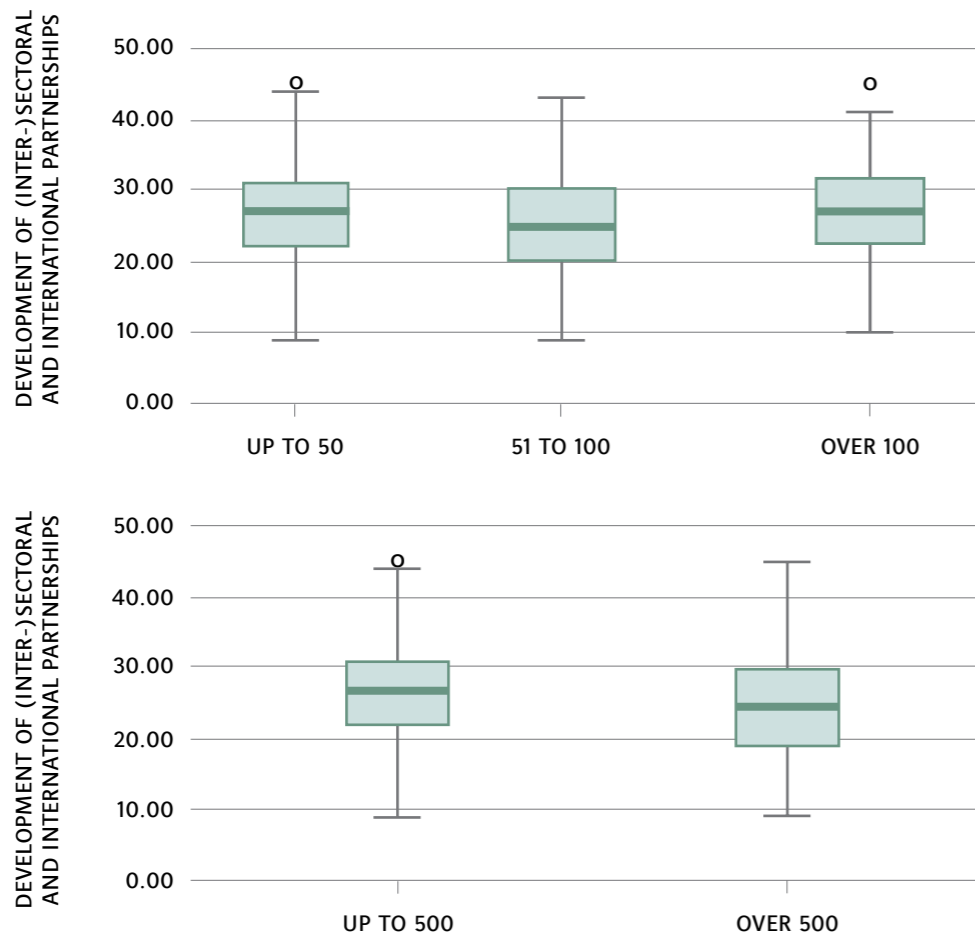 DEVELOPMENT OF (INTER-)SECTORAL
AND INTERNATIONAL PARTNERSHIPS
50.00
40.00
30.00
20.00
10.00
0.00
UP TO 50
51 TO 100
OVER 100
DEVELOPMENT OF (INTER-)SECTORAL
AND INTERNATIONAL PARTNERSHIPS
50.00
40.00
30.00
20.00
10.00
0.00
UP TO 500
OVER 500